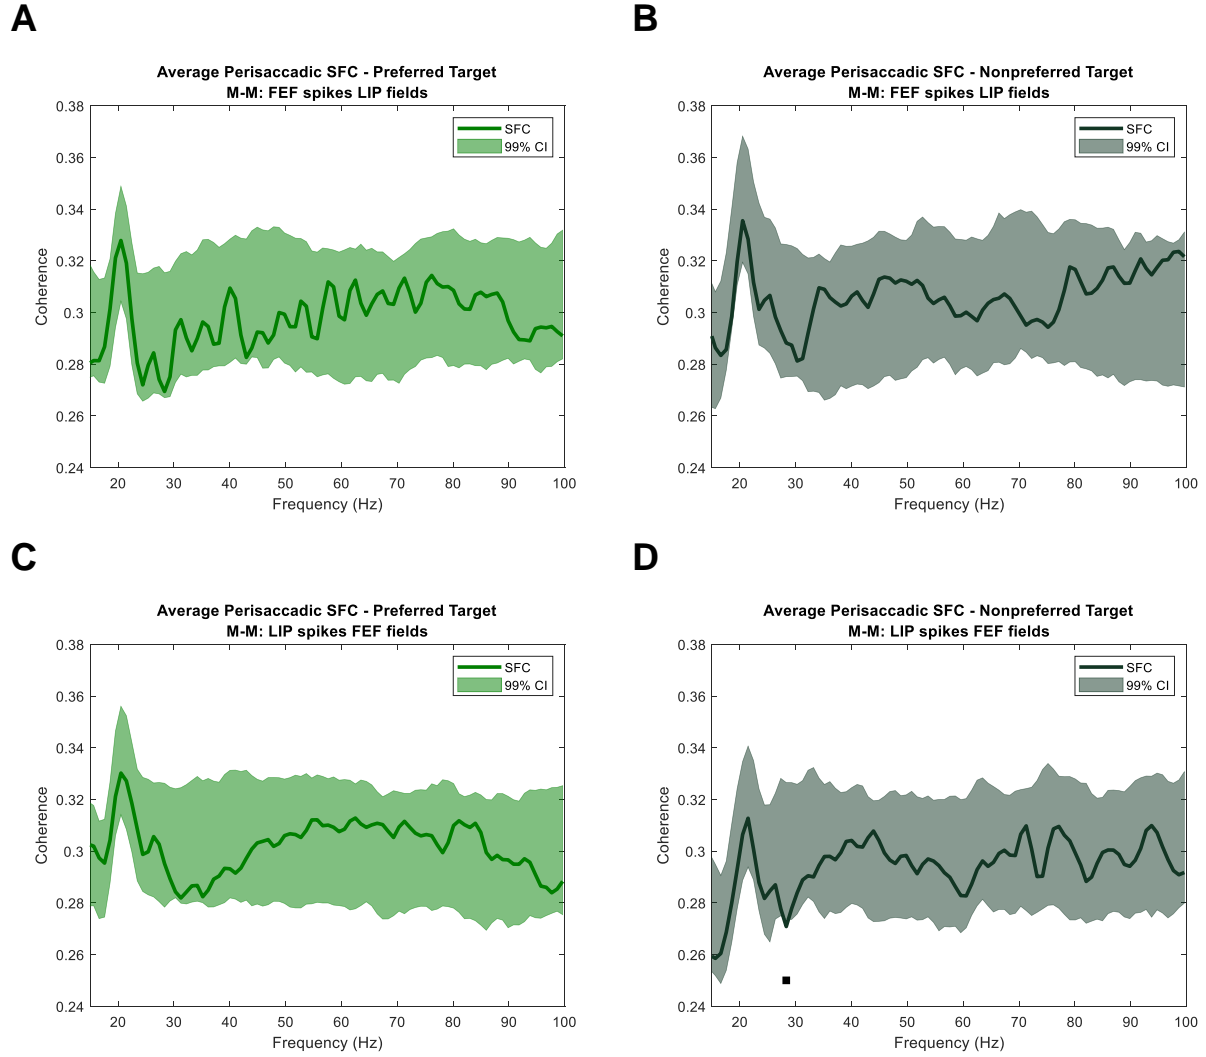 A
Average Perisaccadic SFC - Preferred Target
M-M: FEF spikes LIP fields
0.38
0.36
0.34
0.32
0.3
0.28
0.26
0.24
Coherence
SFC
99% CI
20 30 40 50 60 70 80 90 100
Frequency (Hz)
B
Average Perisaccadic SFC - Nonpreferred Target
M-M: FEF spikes LIP fields
0.38
0.36
0.34
0.32
0.3
0.28
0.26
0.24
Coherence
SFC
99% CI
20 30 40 50 60 70 80 90 100
Frequency (Hz)
C
Average Perisaccadic SFC - Preferred Target
M-M: LIP spikes FEF fields
0.38
0.36
0.34
0.32
0.3
0.28
0.26
0.24
Coherence
SFC
99% CI
20 30 40 50 60 70 80 90 100
Frequency (Hz)
D
Average Perisaccadic SFC - Nonpreferred Target
M-M: LIP spikes FEF fields
0.38
0.36
0.34
0.32
0.3
0.28
0.26
0.24
Coherence
SFC
99% CI
20 30 40 50 60 70 80 90 100
Frequency (Hz)